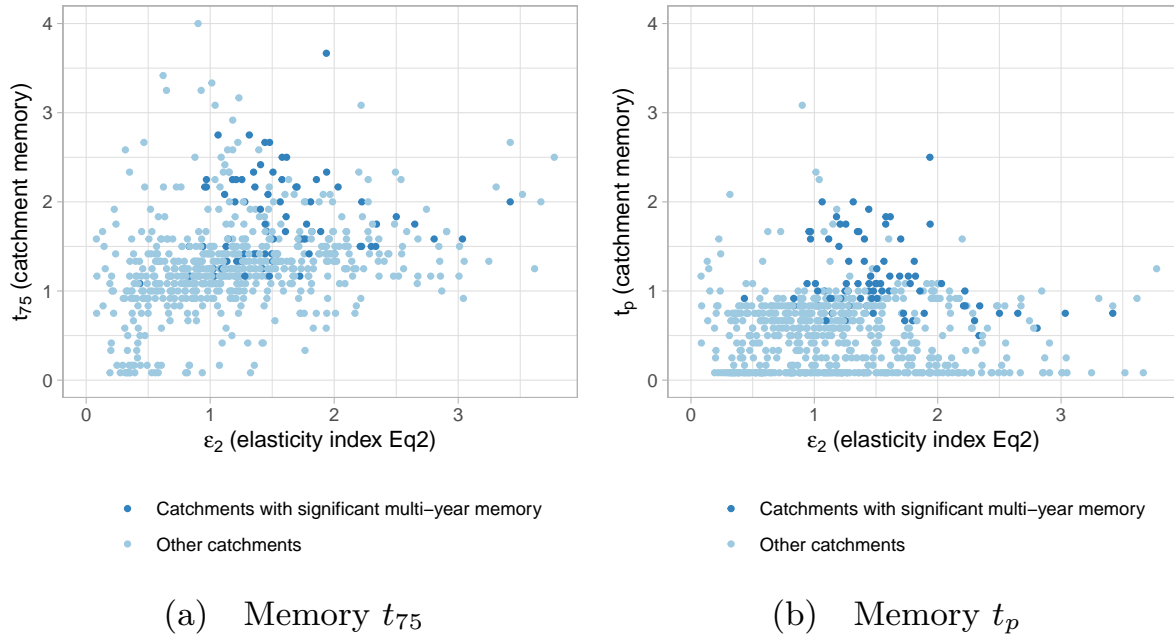 4
3
2
1
0
t75 (catchment memory)
0 1 2 3
ε2 (elasticity index Eq2)
Catchments with significant multi−year memory
Other catchments
(a) Memory t75
4
3
2
1
0
tp (catchment memory)
0 1 2 3
ε2 (elasticity index Eq2)
Catchments with significant multi−year memory
Other catchments
(b) Memory tp